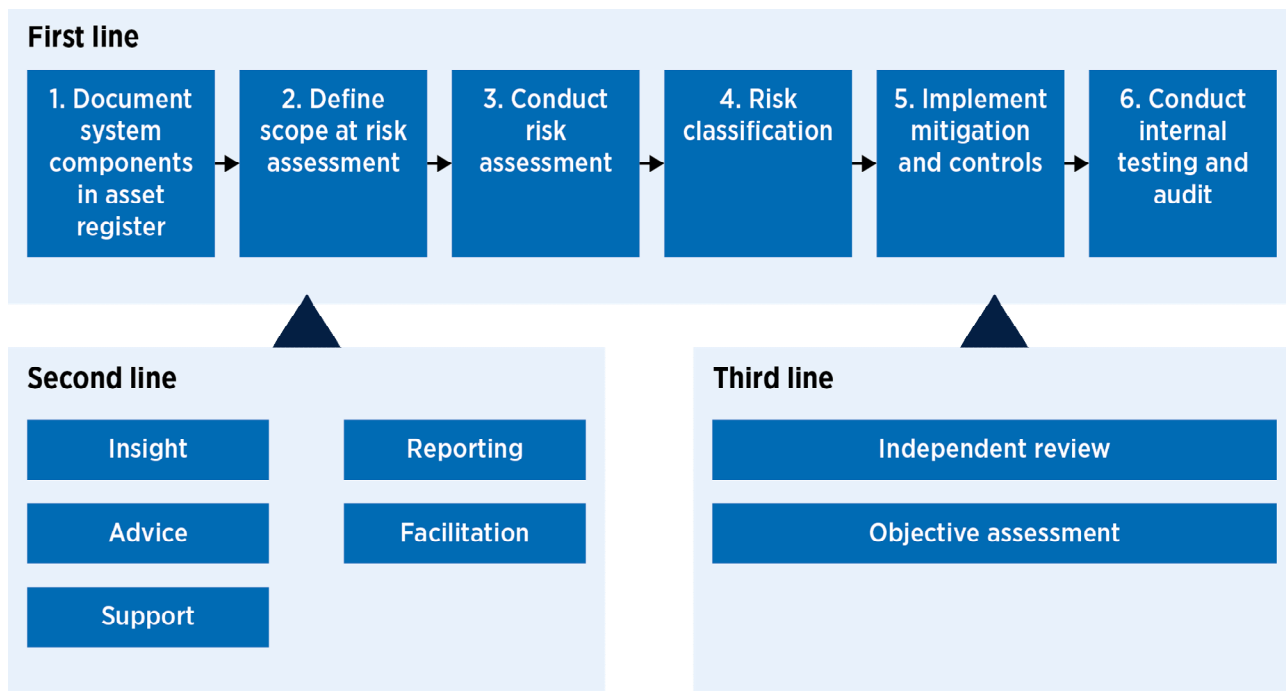 First line
1. Document
system
components
in asset
register
2. Define
scope at risk
assessment
3. Conduct
risk
assessment
4. Risk
classification
5. Implement
mitigation
and controls
6. Conduct
internal
testing and
audit
Second line
Insight
Advice
Support
Reporting
Facilitation
Third line
Independent review
Objective assessment